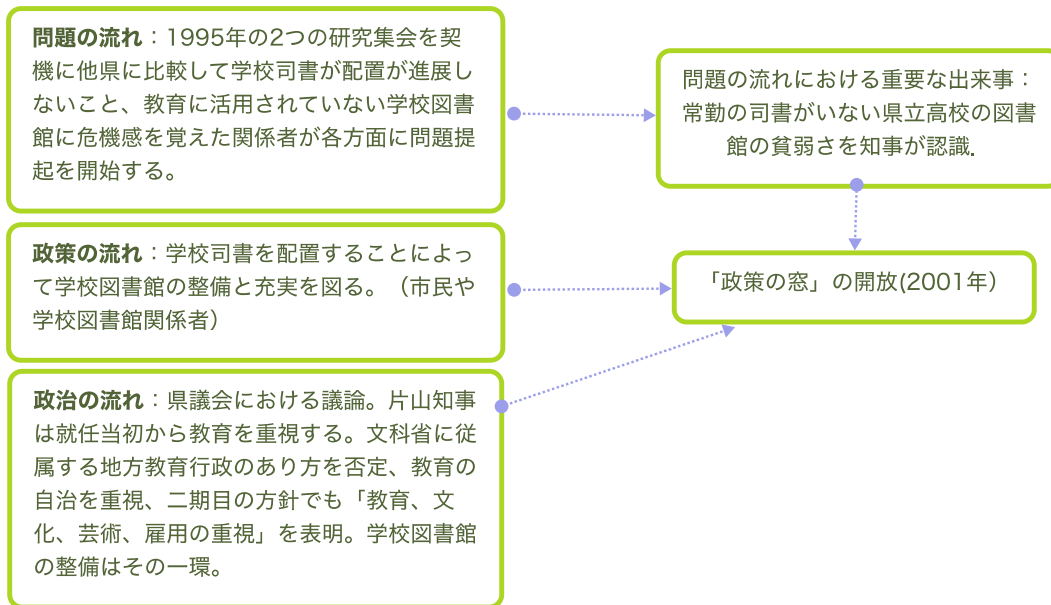 問題の流れ：1995年の2つの研究集会を契
機に他県に比較して学校司書が配置が進展し
ないこと、教育に活用されていない学校図書
館に危機感を覚えた関係者が各方面に問題提
起を開始する。
問題の流れにおける重要な出来事：
常勤の司書がいない県立高校の図書
館の貧弱さを知事が認識.
政策の流れ：学校司書を配置することによっ
て学校図書館の整備と充実を図る。（市民や
学校図書館関係者）
「政策の窓」の開放(2001年）
政治の流れ：県議会における議論。片山知事
は就任当初から教育を重視する。文科省に従
属する地方教育行政のあり方を否定、教育の
自治を重視、二期目の方針でも「教育、文
化、芸術、雇用の重視」を表明。学校図書館
の整備はその一環。